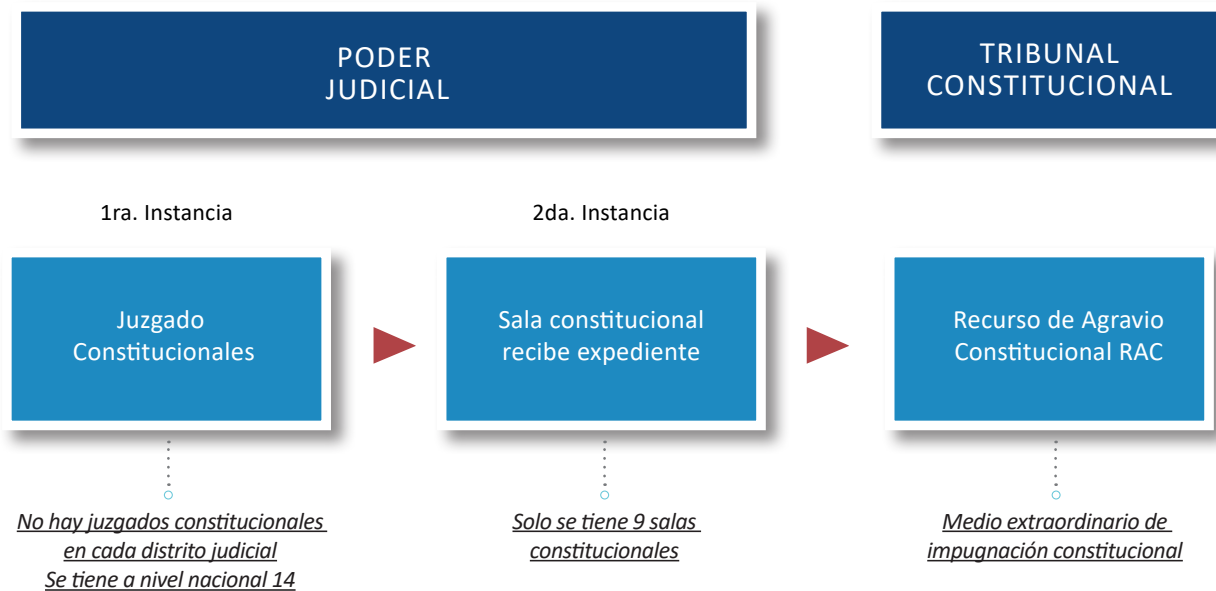 PODER
JUDICIAL
TRIBUNAL
CONSTITUCIONAL
1ra. Instancia
2da. Instancia
Juzgado
Constitucionales
Sala constitucional
recibe expediente
Recurso de Agravio
Constitucional RAC
No hay juzgados constitucionales
en cada distrito judicial
Se tiene a nivel nacional 14
Solo se tiene 9 salas
constitucionales
Medio extraordinario de
impugnación constitucional